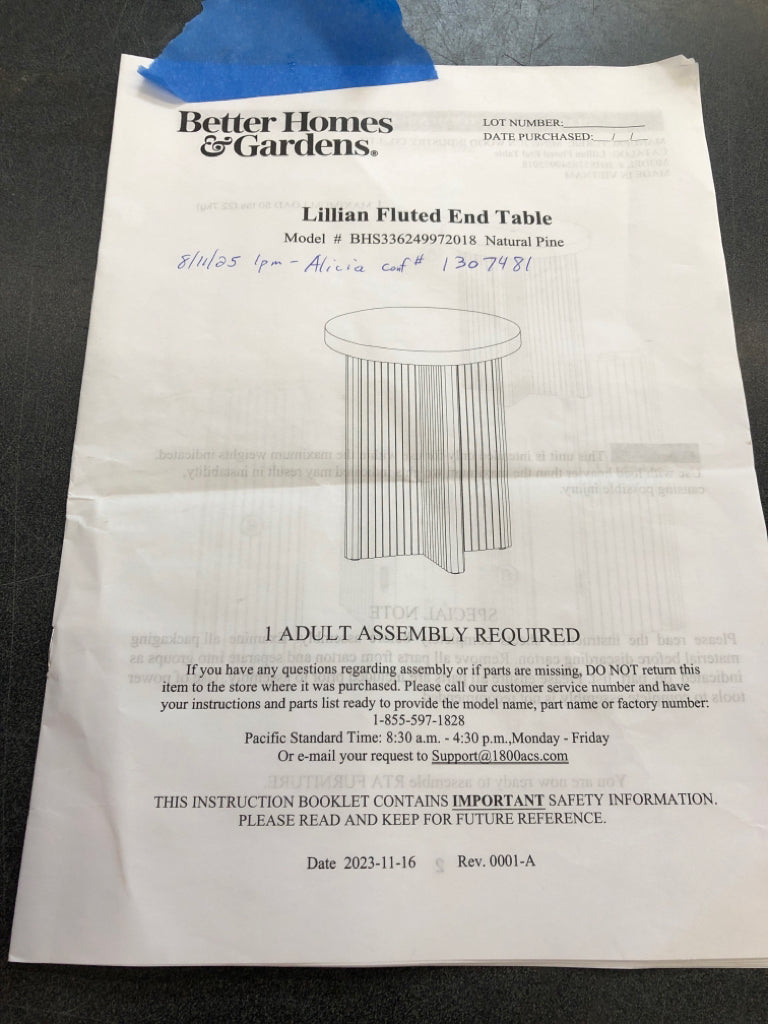 Better Homes
&Gardens®
LOT NUMBER:
DATE PURCHASED: / /
Lillian Fluted End Table
Model # BHS336249972018 Natural Pine
8/11/25 1pm - Alicia conf # 1307481
1 ADULT ASSEMBLY REQUIRED
If you have any questions regarding assembly or if parts are missing, DO NOT return this
item to the store where it was purchased. Please call our customer service number and have
your instructions and parts list ready to provide the model name, part name or factory number:
1-855-597-1828
Pacific Standard Time: 8:30 a.m. - 4:30 p.m.,Monday - Friday
Or e-mail your request to Support@1800acs.com
THIS INSTRUCTION BOOKLET CONTAINS IMPORTANT SAFETY INFORMATION.
PLEASE READ AND KEEP FOR FUTURE REFERENCE.
Date 2023-11-16 Rev. 0001-A